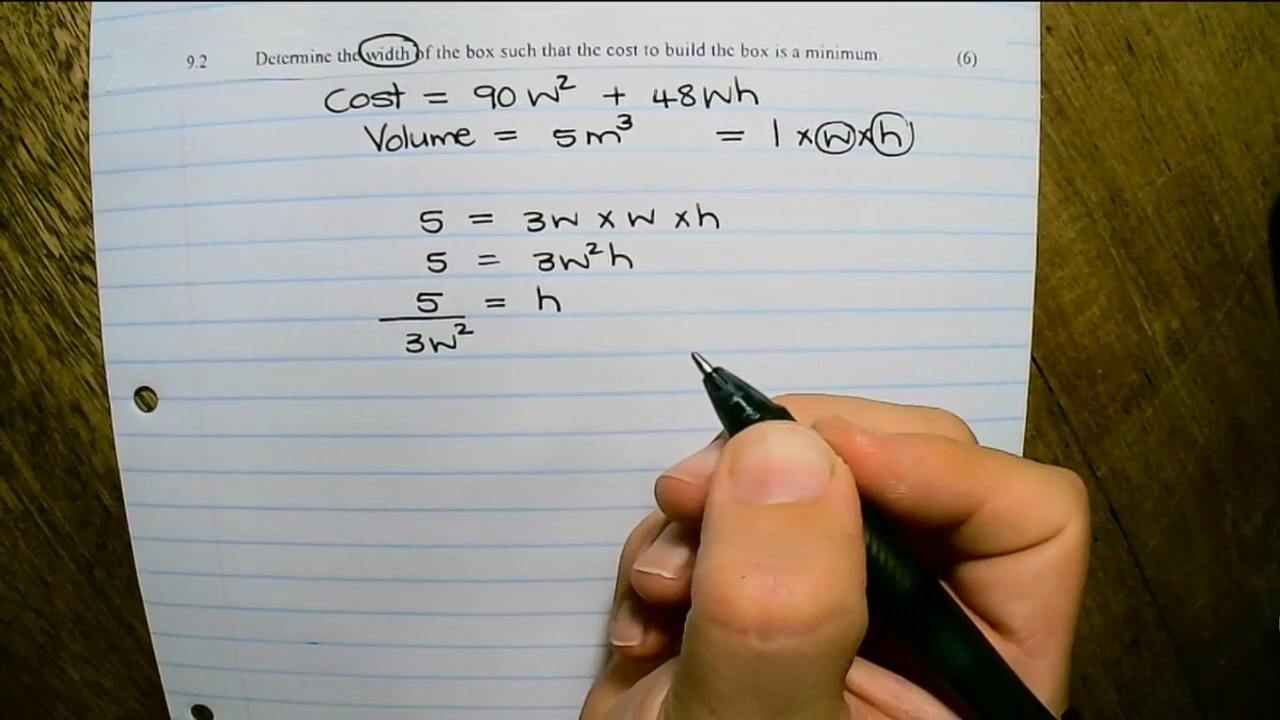 9.2 Determine the width of the box such that the cost to build the box is a minimum. (6)
Cost = 90w² + 48wh
Volume = 5m³ = l × w × h
5 = 3w × w × h
5 = 3w²h
5/3w² = h